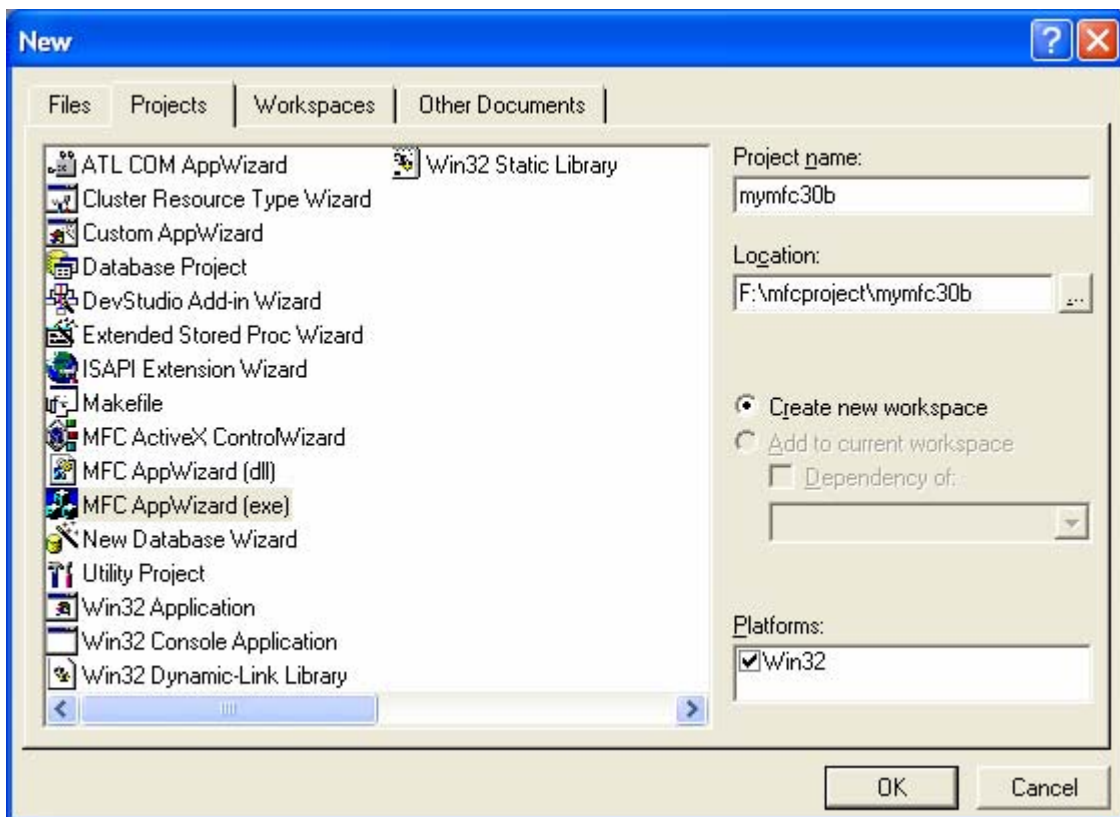 New
Files
Projects
Workspaces
Other Documents
ATL COM AppWizard
Cluster Resource Type Wizard
Custom AppWizard
Database Project
DevStudio Add-in Wizard
Extended Stored Proc Wizard
ISAPI Extension Wizard
Makefile
MFC ActiveX ControlWizard
MFC AppWizard (dll)
MFC AppWizard (exe)
New Database Wizard
Utility Project
Win32 Application
Win32 Console Application
Win32 Dynamic-Link Library
Win32 Static Library
Project name:
mymfc30b
Location:
F:\mfcproject\mymfc30b
...
Create new workspace
Add to current workspace
Dependency of:
Platforms:
Win32
OK
Cancel